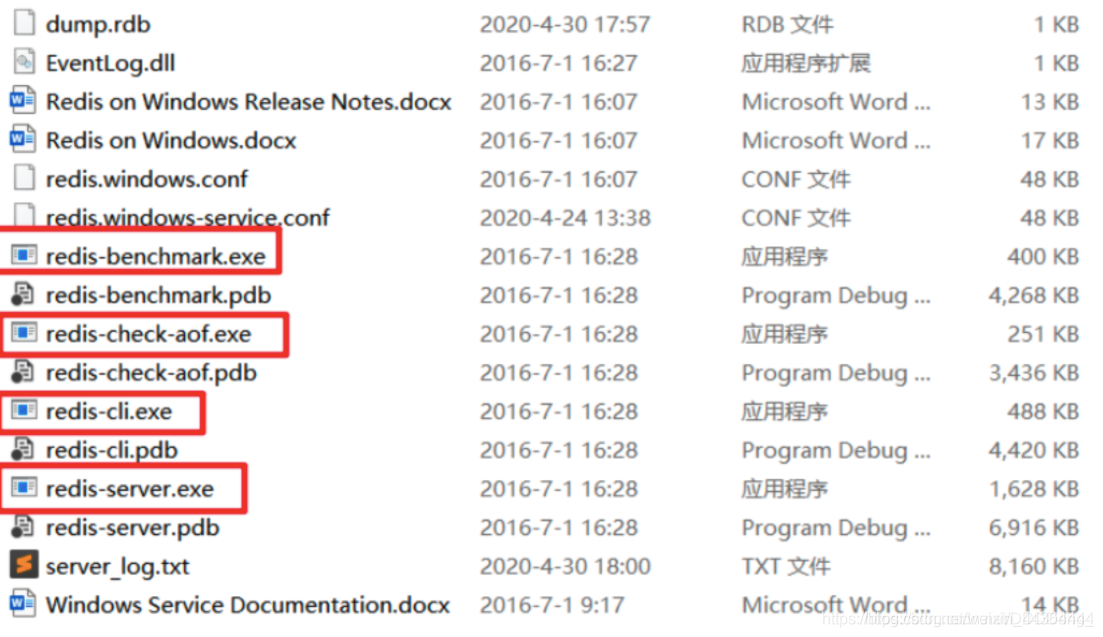 dump.rdb 2020-4-30 17:57 RDB 文件 1 KB
EventLog.dll 2016-7-1 16:27 应用程序扩展 1 KB
Redis on Windows Release Notes.docx 2016-7-1 16:07 Microsoft Word ... 13 KB
Redis on Windows.docx 2016-7-1 16:07 Microsoft Word ... 17 KB
redis.windows.conf 2016-7-1 16:07 CONF 文件 48 KB
redis.windows-service.conf 2020-4-24 13:38 CONF 文件 48 KB
redis-benchmark.exe 2016-7-1 16:28 应用程序 400 KB
redis-benchmark.pdb 2016-7-1 16:28 Program Debug ... 4,268 KB
redis-check-aof.exe 2016-7-1 16:28 应用程序 251 KB
redis-check-aof.pdb 2016-7-1 16:28 Program Debug ... 3,436 KB
redis-cli.exe 2016-7-1 16:28 应用程序 488 KB
redis-cli.pdb 2016-7-1 16:28 Program Debug ... 4,420 KB
redis-server.exe 2016-7-1 16:28 应用程序 1,628 KB
redis-server.pdb 2016-7-1 16:28 Program Debug ... 6,916 KB
server_log.txt 2020-4-30 18:00 TXT 文件 8,160 KB
Windows Service Documentation.docx 2016-7-1 9:17 Microsoft Word ... 14 KB